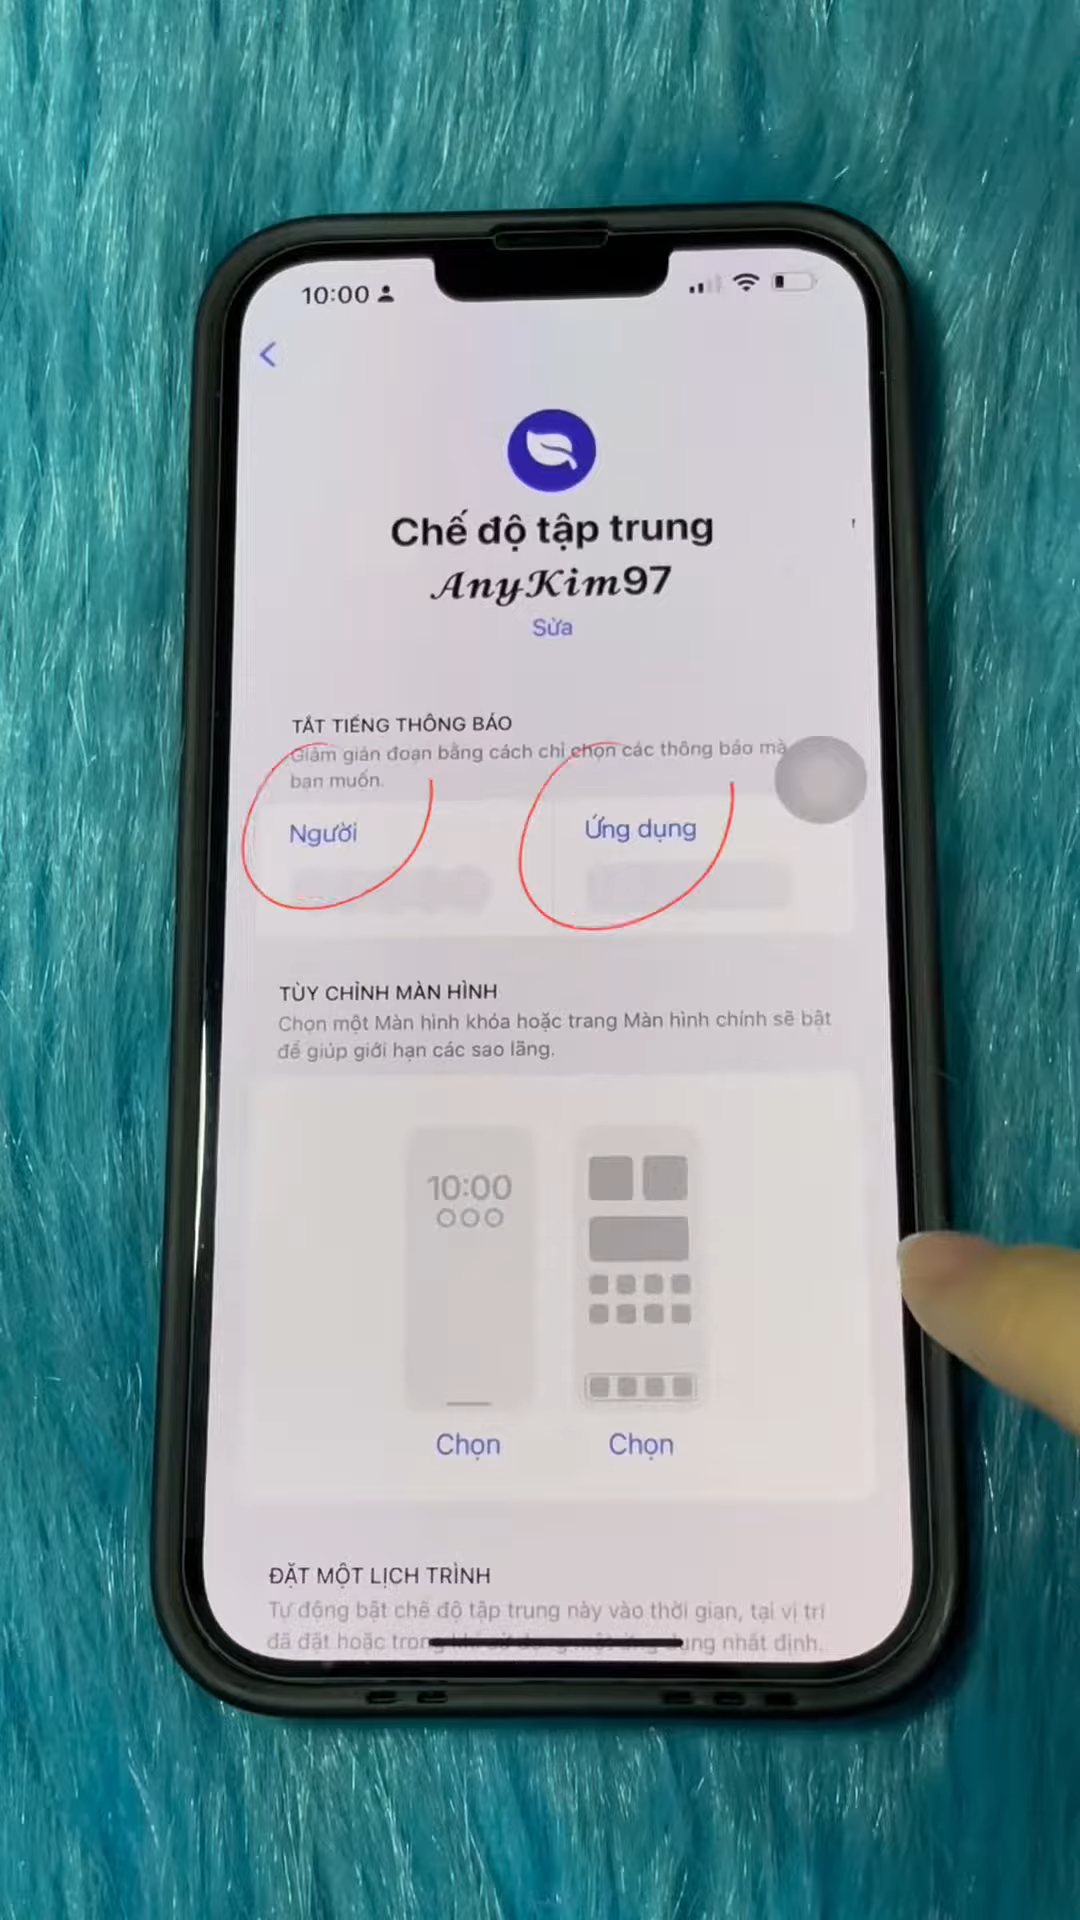 10:00
Chế độ tập trung
AnyKim97
Sửa
TẮT TIẾNG THÔNG BÁO
Giảm gián đoạn bằng cách chỉ chọn các thông báo mà
bạn muốn.
Người
Ứng dụng
TÙY CHỈNH MÀN HÌNH
Chọn một Màn hình khóa hoặc trang Màn hình chính sẽ bật
để giúp giới hạn các sao lãng.
10:00
Chọn
Chọn
ĐẶT MỘT LỊCH TRÌNH
Tự động bật chế độ tập trung này vào thời gian, tại vị trí
đã đặt hoặc trong khi sử dụng một ứng dụng nhất định.